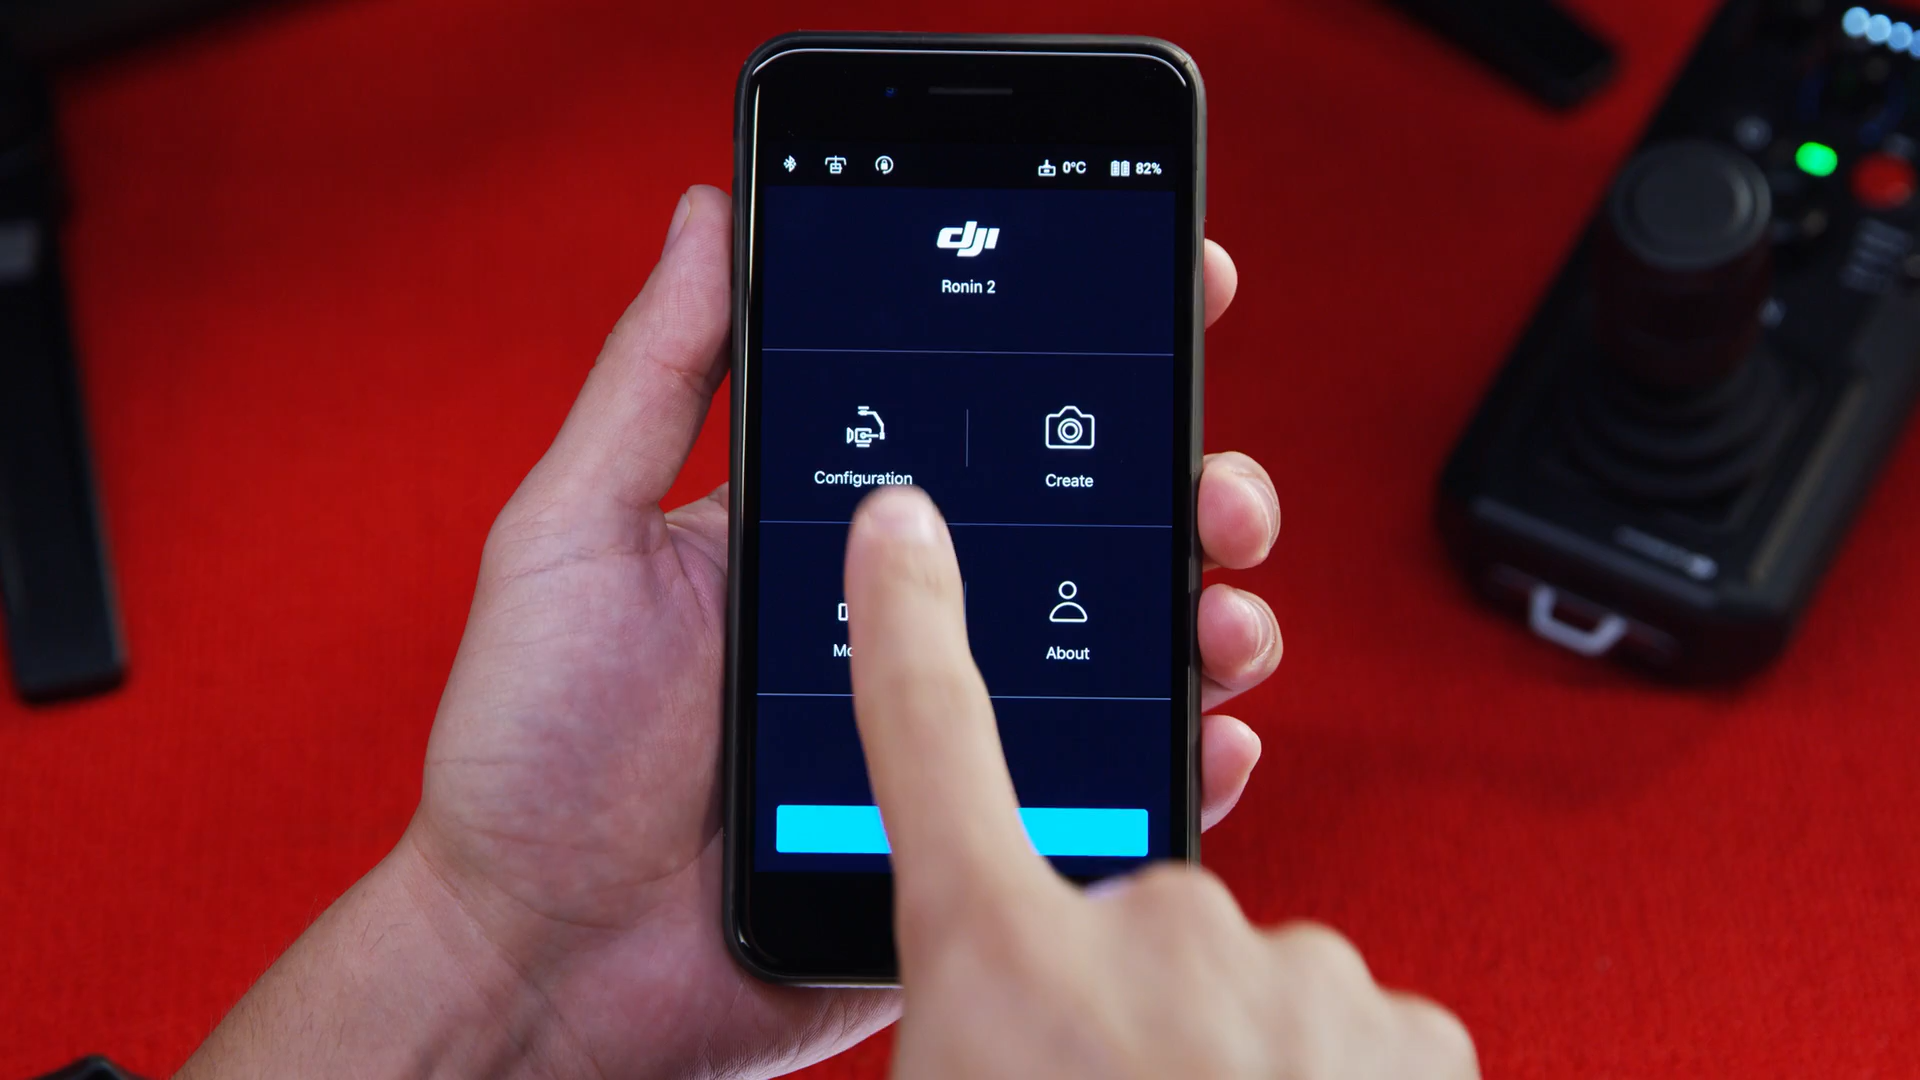 0°C 82%
dji
Ronin 2
Configuration
Create
About